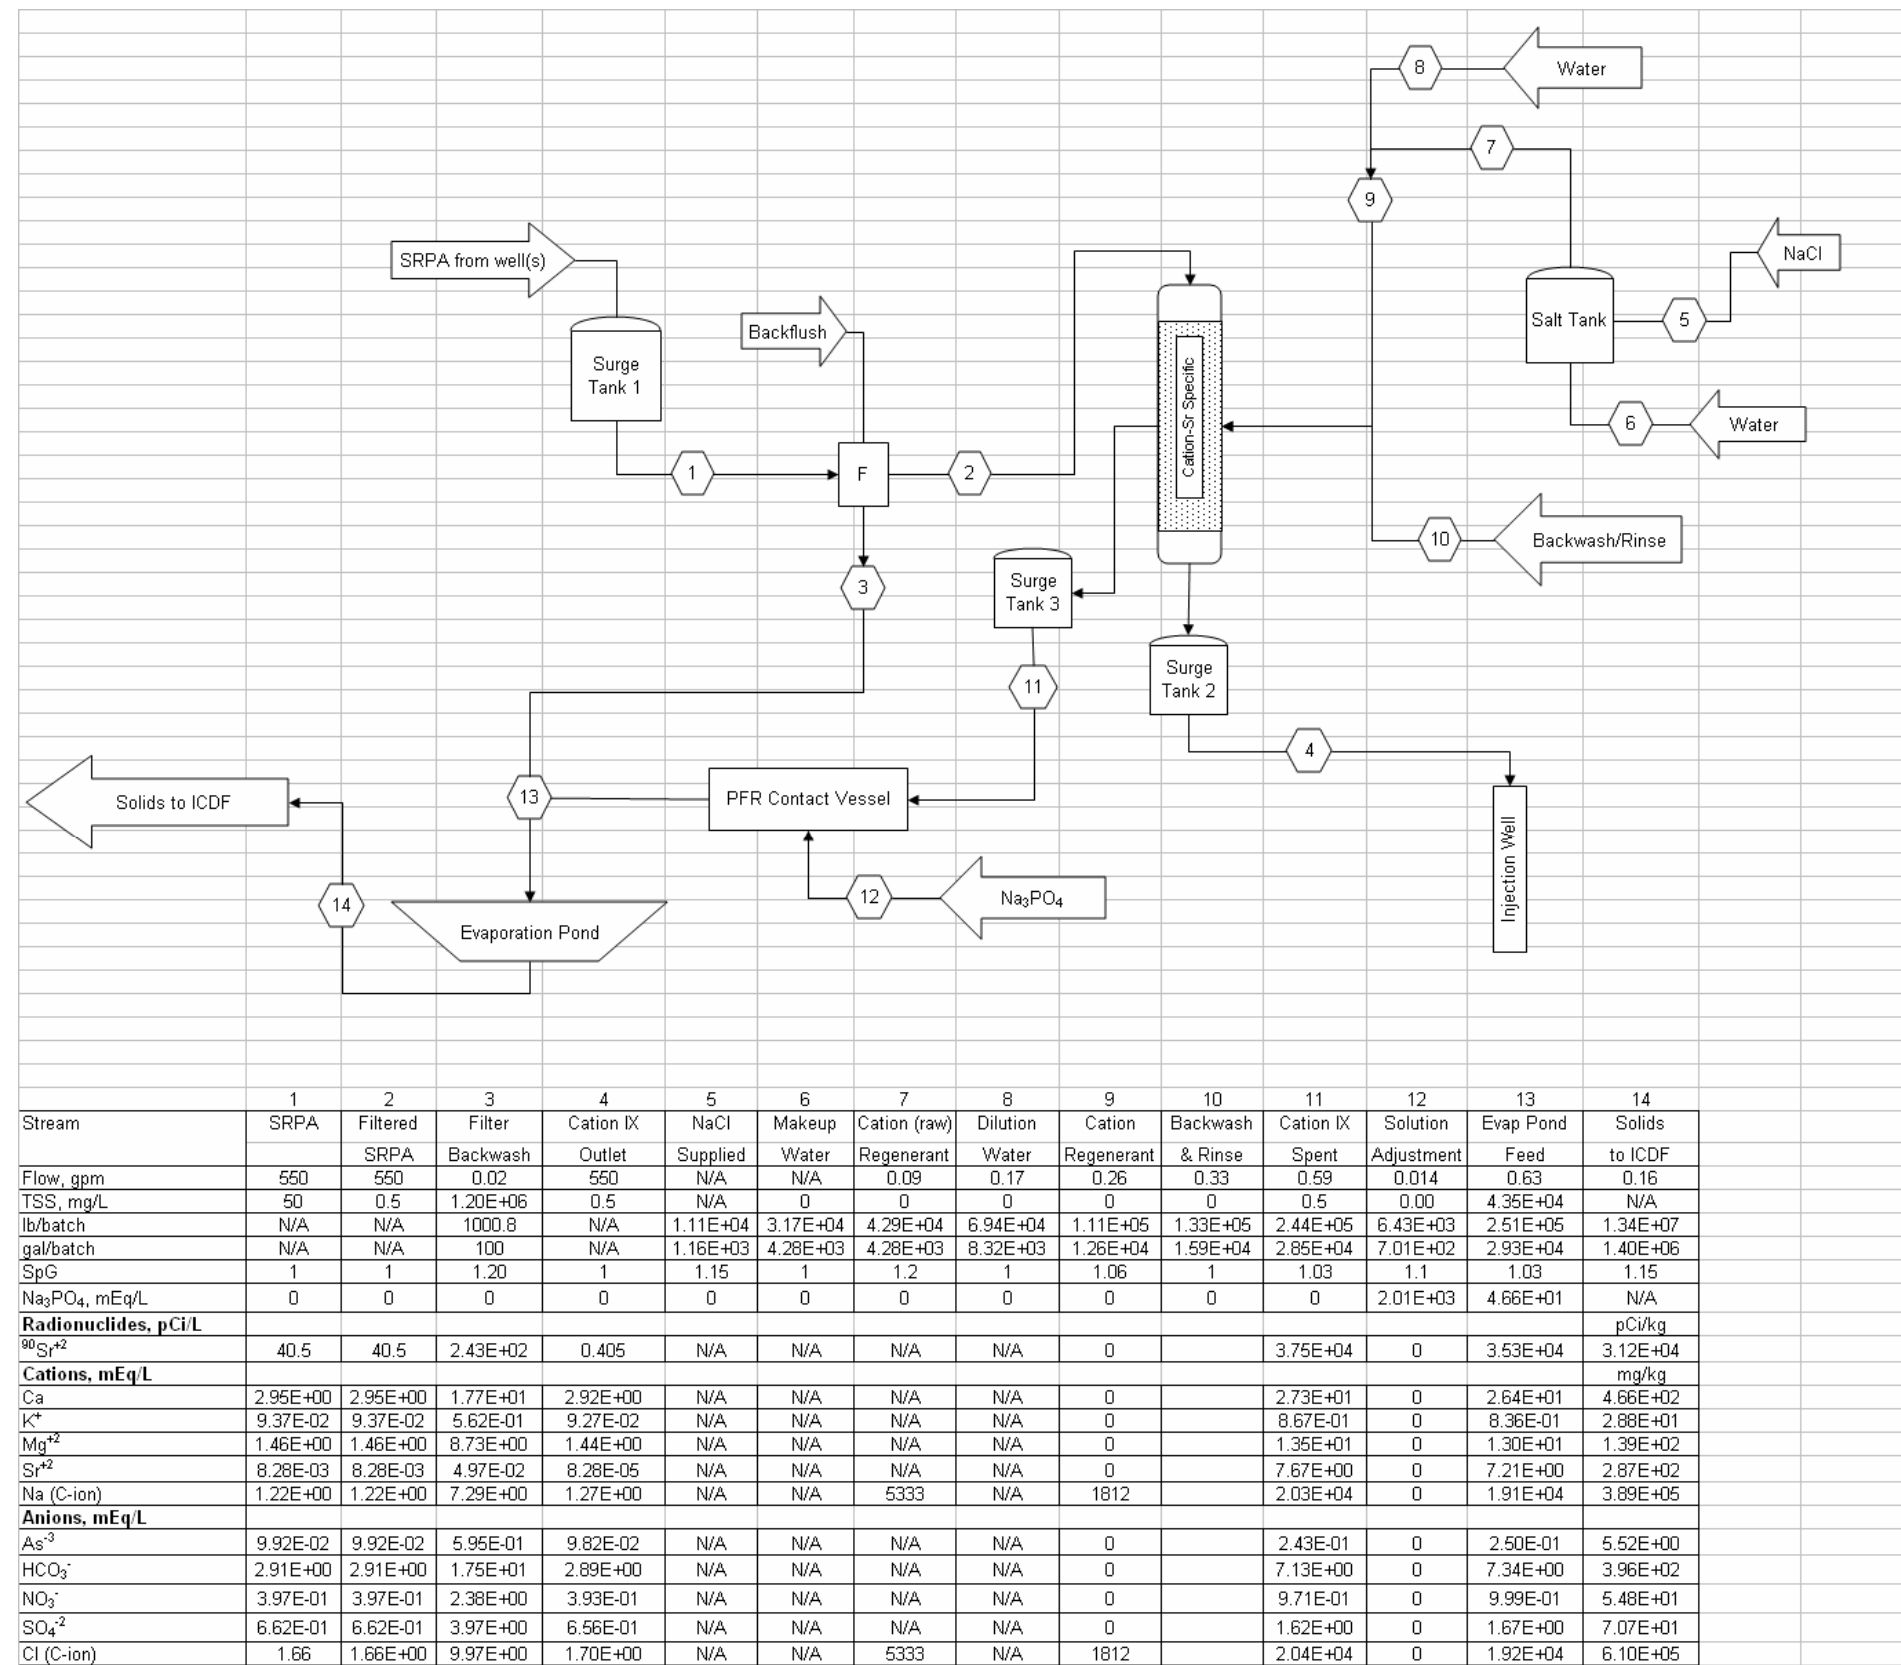 8
Water
7
9
SRPA from well(s)
NaCl
Backflush
Salt Tank
5
Surge
Tank 1
Cation-Sr Specific
6
Water
1
F
2
10
Backwash/Rinse
3
Surge
Tank 3
Surge
Tank 2
11
4
Solids to ICDF
13
PFR Contact Vessel
Injection Well
14
12
Na₃PO₄
Evaporation Pond
1 2 3 4 5 6 7 8 9 10 11 12 13 14
Stream SRPA Filtered Filter Cation IX NaCl Makeup Cation (raw) Dilution Cation Backwash Cation IX Solution Evap Pond Solids
SRPA Backwash Outlet Supplied Water Regenerant Water Regenerant & Rinse Spent Adjustment Feed to ICDF
Flow, gpm 550 550 0.02 550 N/A N/A 0.09 0.17 0.26 0.33 0.59 0.014 0.63 0.16
TSS, mg/L 50 0.5 1.20E+06 0.5 N/A 0 0 0 0 0 0.5 0.00 4.35E+04 N/A
lb/batch N/A N/A 1000.8 N/A 1.11E+04 3.17E+04 4.29E+04 6.94E+04 1.11E+05 1.33E+05 2.44E+05 6.43E+03 2.51E+05 1.34E+07
gal/batch N/A N/A 100 N/A 1.16E+03 4.28E+03 4.28E+03 8.32E+03 1.26E+04 1.59E+04 2.85E+04 7.01E+02 2.93E+04 1.40E+06
SpG 1 1 1.20 1 1.15 1 1.2 1 1.06 1 1.03 1.1 1.03 1.15
Na₃PO₄, mEq/L 0 0 0 0 0 0 0 0 0 0 0 2.01E+03 4.66E+01 N/A
Radionuclides, pCi/L pCi/kg
⁹⁰Sr⁺² 40.5 40.5 2.43E+02 0.405 N/A N/A N/A N/A 0 3.75E+04 0 3.53E+04 3.12E+04
Cations, mEq/L mg/kg
Ca 2.95E+00 2.95E+00 1.77E+01 2.92E+00 N/A N/A N/A N/A 0 2.73E+01 0 2.64E+01 4.66E+02
K⁺ 9.37E-02 9.37E-02 5.62E-01 9.27E-02 N/A N/A N/A N/A 0 8.67E-01 0 8.36E-01 2.88E+01
Mg⁺² 1.46E+00 1.46E+00 8.73E+00 1.44E+00 N/A N/A N/A N/A 0 1.35E+01 0 1.30E+01 1.39E+02
Sr⁺² 8.28E-03 8.28E-03 4.97E-02 8.28E-05 N/A N/A N/A N/A 0 7.67E+00 0 7.21E+00 2.87E+02
Na (C-ion) 1.22E+00 1.22E+00 7.29E+00 1.27E+00 N/A N/A 5333 N/A 1812 2.03E+04 0 1.91E+04 3.89E+05
Anions, mEq/L
As⁻³ 9.92E-02 9.92E-02 5.95E-01 9.82E-02 N/A N/A N/A N/A 0 2.43E-01 0 2.50E-01 5.52E+00
HCO₃⁻ 2.91E+00 2.91E+00 1.75E+01 2.89E+00 N/A N/A N/A N/A 0 7.13E+00 0 7.34E+00 3.96E+02
NO₃⁻ 3.97E-01 3.97E-01 2.38E+00 3.93E-01 N/A N/A N/A N/A 0 9.71E-01 0 9.99E-01 5.48E+01
SO₄⁻² 6.62E-01 6.62E-01 3.97E+00 6.56E-01 N/A N/A N/A N/A 0 1.62E+00 0 1.67E+00 7.07E+01
Cl (C-ion) 1.66 1.66E+00 9.97E+00 1.70E+00 N/A N/A 5333 N/A 1812 2.04E+04 0 1.92E+04 6.10E+05